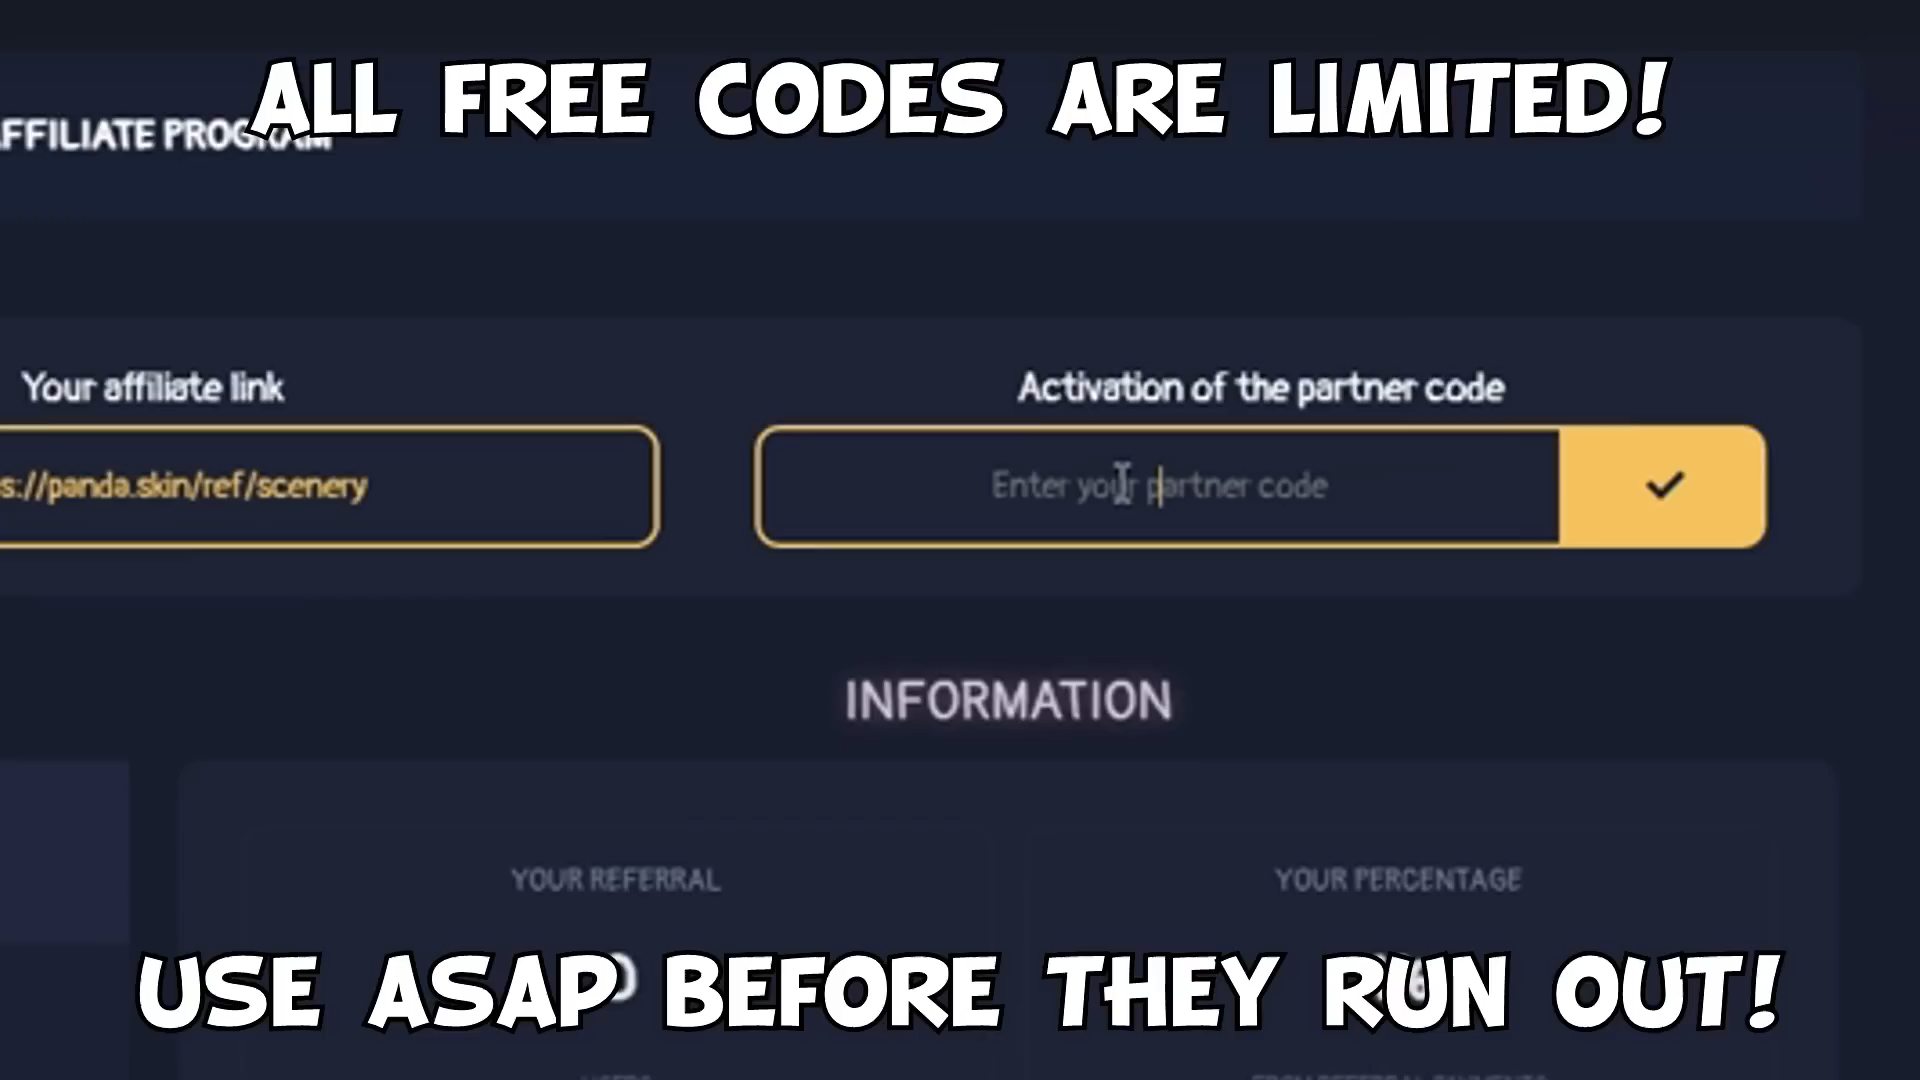 ALL FREE CODES ARE LIMITED!
FFILIATE PROGRAM
Your affiliate link
Activation of the partner code
s://panda.skin/ref/scenery
Enter your partner code
INFORMATION
YOUR REFERRAL
YOUR PERCENTAGE
USE ASAP BEFORE THEY RUN OUT!